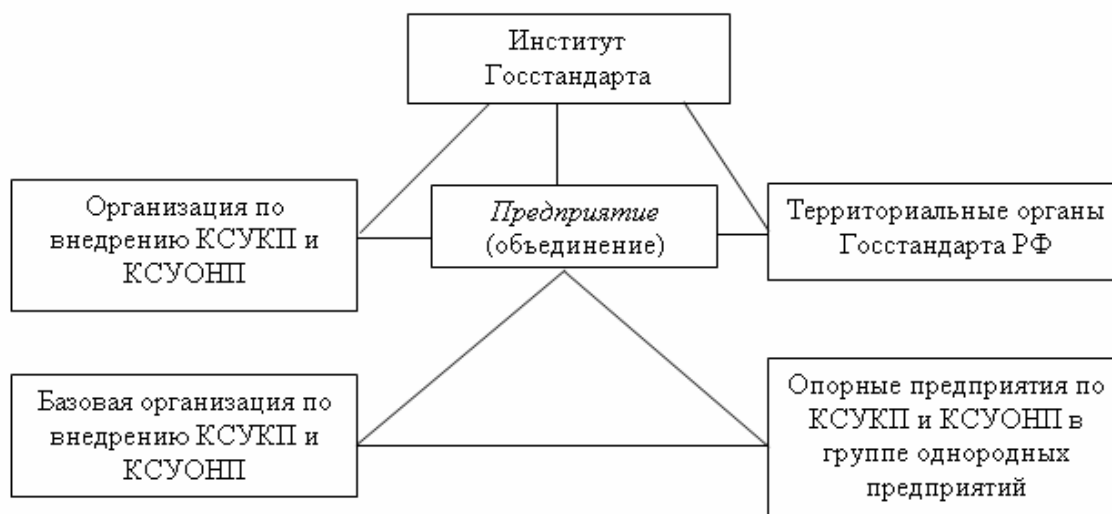 Институт
Госстандарта
Организация по
внедрению КСУКП и
КСУОНП
Предприятие
(объединение)
Территориальные органы
Госстандарта РФ
Базовая организация по
внедрению КСУКП и
КСУОНП
Опорные предприятия по
КСУКП и КСУОНП в
группе однородных
предприятий